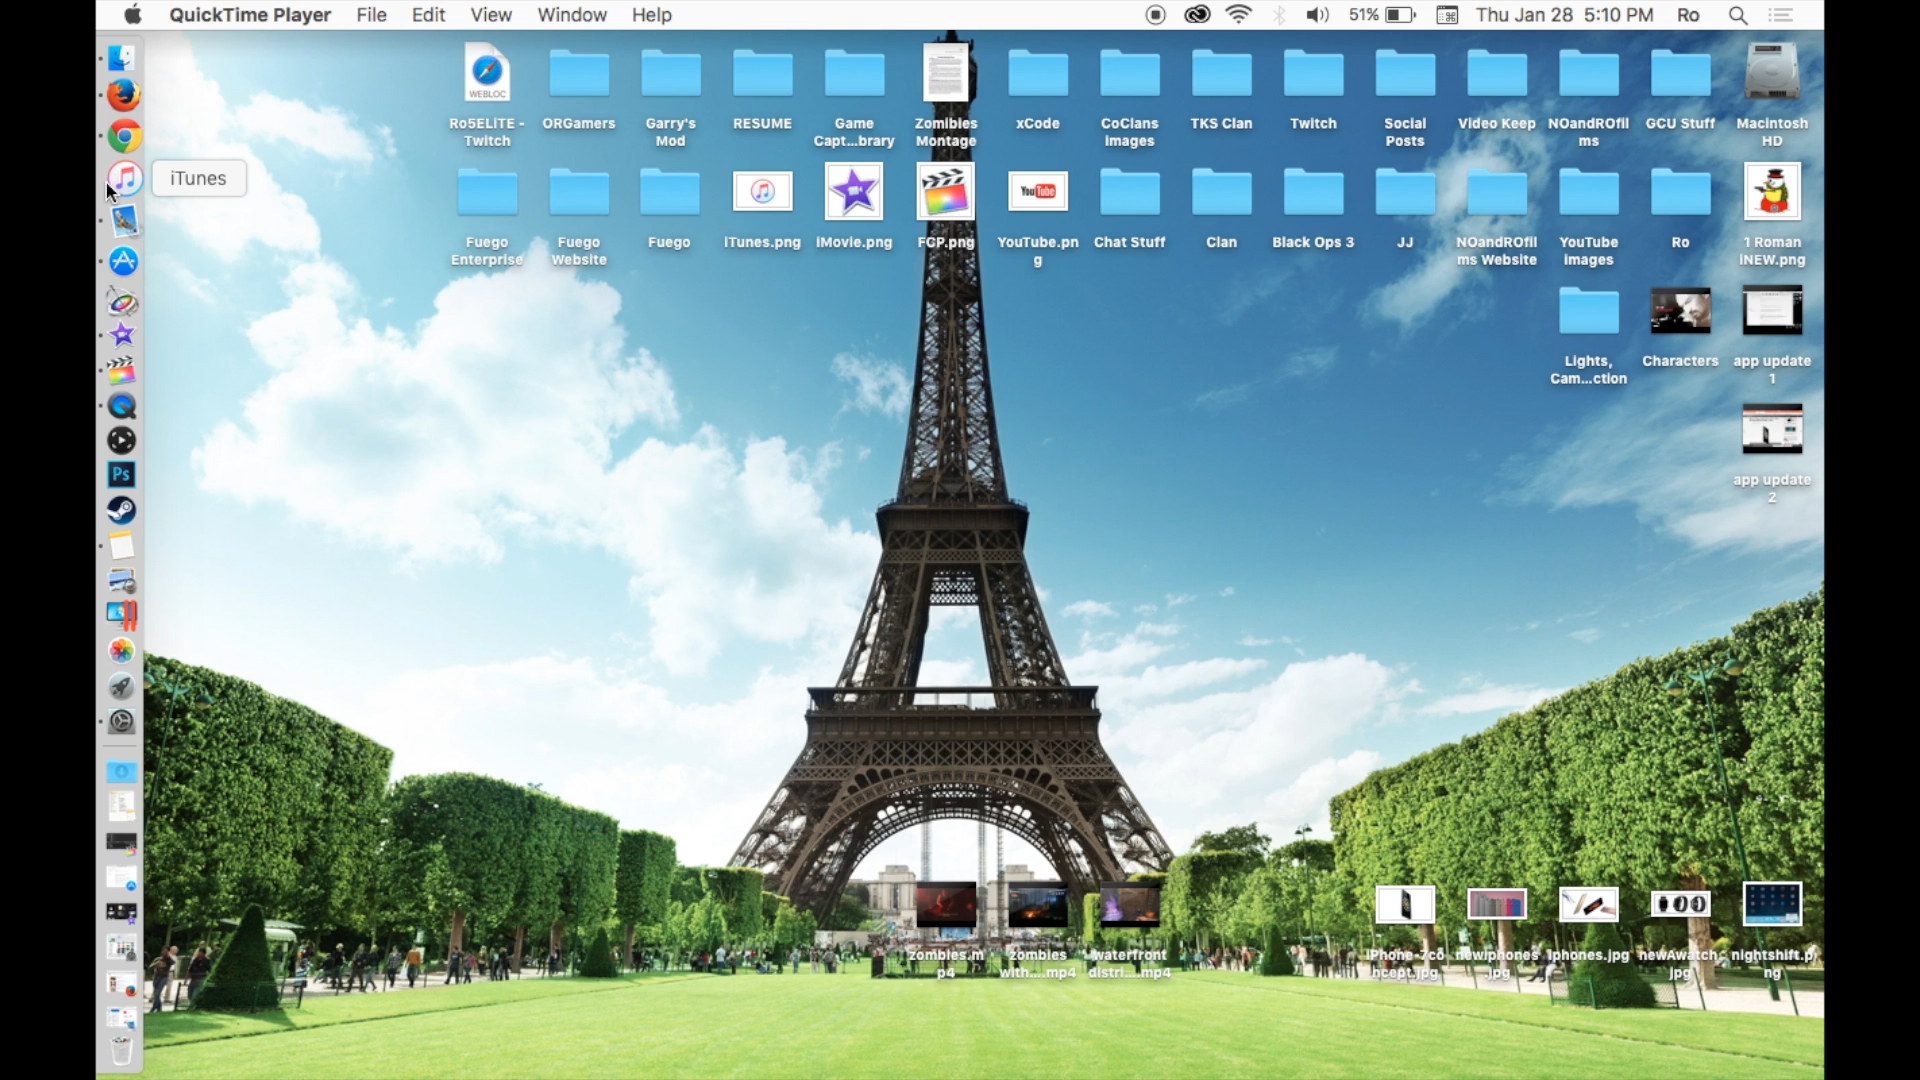 QuickTime Player File Edit View Window Help 51% Thu Jan 28 5:10 PM Ro
WEBLOC
Ro5ELITE -
Twitch
ORGamers
Garry's
Mod
RESUME
Game
Capt...brary
Zomibies
Montage
xCode
CoClans
Images
TKS Clan
Twitch
Social
Posts
Video Keep
NOandROfil
ms
GCU Stuff
Macintosh
HD
iTunes
Fuego
Enterprise
Fuego
Website
Fuego
iTunes.png
iMovie.png
FCP.png
YouTube
YouTube.pn
g
Chat Stuff
Clan
Black Ops 3
JJ
NOandROfil
ms Website
YouTube
Images
Ro
1 Roman
INEW.png
Lights,
Cam...ction
Characters
app update
1
app update
2
Ps
zombies.m
p4
zombies
with....mp4
waterfront
distri....mp4
iPhone-7co
ncept.jpg
newiphones
.jpg
iphones.jpg
newAwatch.
jpg
nightshift.p
ng